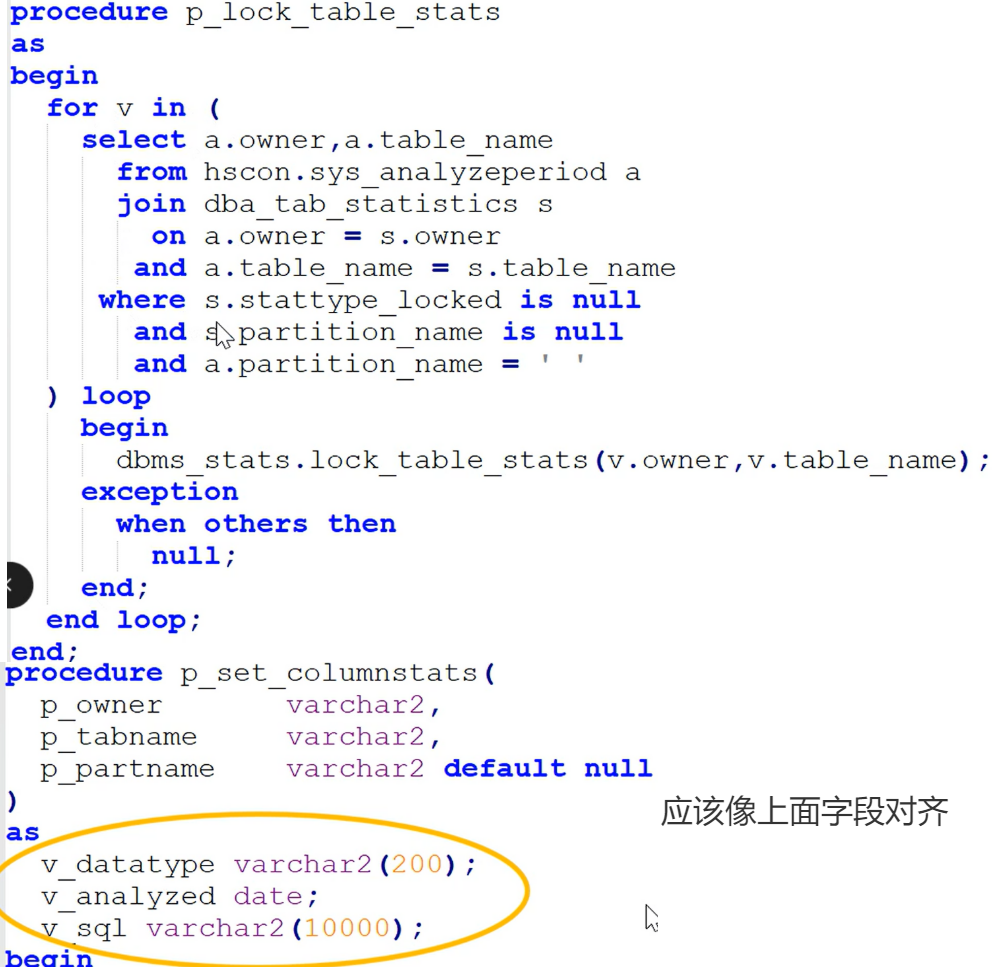 procedure p_lock_table_stats
as
begin
  for v in (
    select a.owner,a.table_name
      from hscon.sys_analyzeperiod a
      join dba_tab_statistics s
        on a.owner = s.owner
       and a.table_name = s.table_name
     where s.stattype_locked is null
       and s.partition_name is null
       and a.partition_name = ' '
  ) loop
    begin
      dbms_stats.lock_table_stats(v.owner,v.table_name);
    exception
      when others then
        null;
    end;
  end loop;
end;
procedure p_set_columnstats(
  p_owner       varchar2,
  p_tabname     varchar2,
  p_partname    varchar2 default null
)
应该像上面字段对齐
as
  v_datatype varchar2(200);
  v_analyzed date;
  v_sql varchar2(10000);
begin